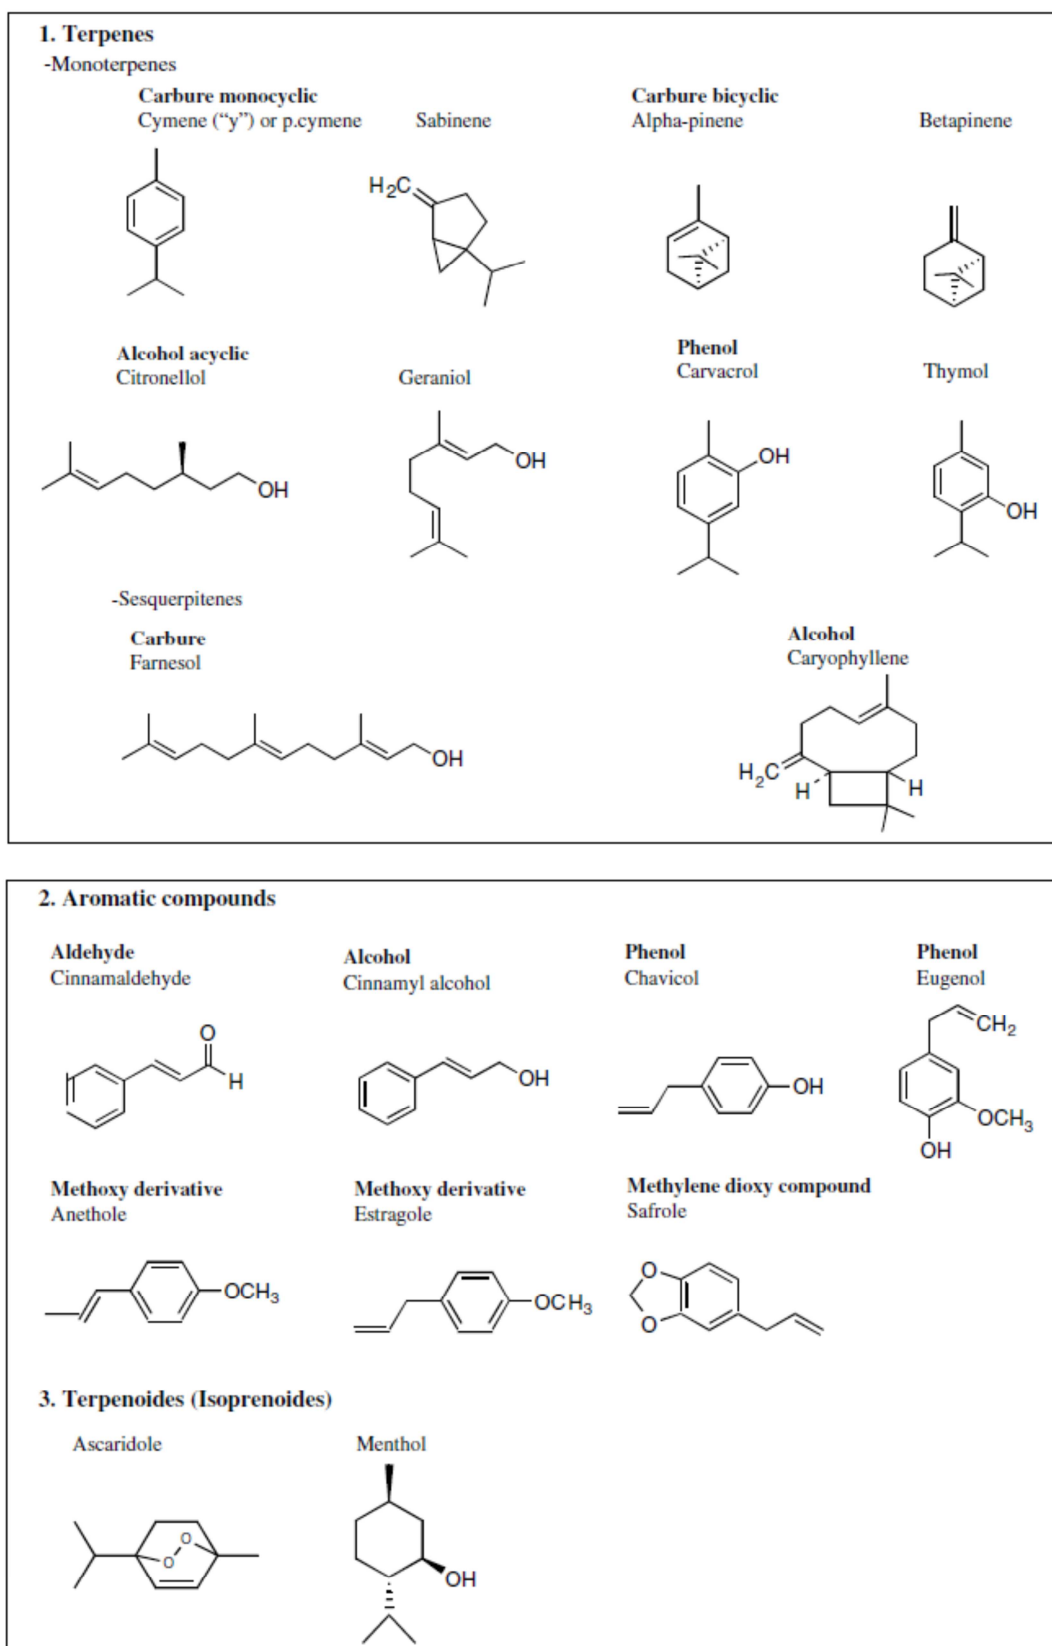 1. Terpenes
-Monoterpenes
Carbure monocyclic
Cymene (“y”) or p.cymene
Sabinene
Carbure bicyclic
Alpha-pinene
Betapinene
H2C
Alcohol acyclic
Citronellol
Geraniol
Phenol
Carvacrol
Thymol
OH
OH
OH
OH
-Sesquerpitenes
Carbure
Farnesol
Alcohol
Caryophyllene
OH
H2C
H
H
2. Aromatic compounds
Aldehyde
Cinnamaldehyde
Alcohol
Cinnamyl alcohol
Phenol
Chavicol
Phenol
Eugenol
O
H
OH
OH
CH2
OCH3
OH
Methoxy derivative
Anethole
Methoxy derivative
Estragole
Methylene dioxy compound
Safrole
OCH3
OCH3
O
O
3. Terpenoides (Isoprenoides)
Ascaridole
Menthol
O
O
OH